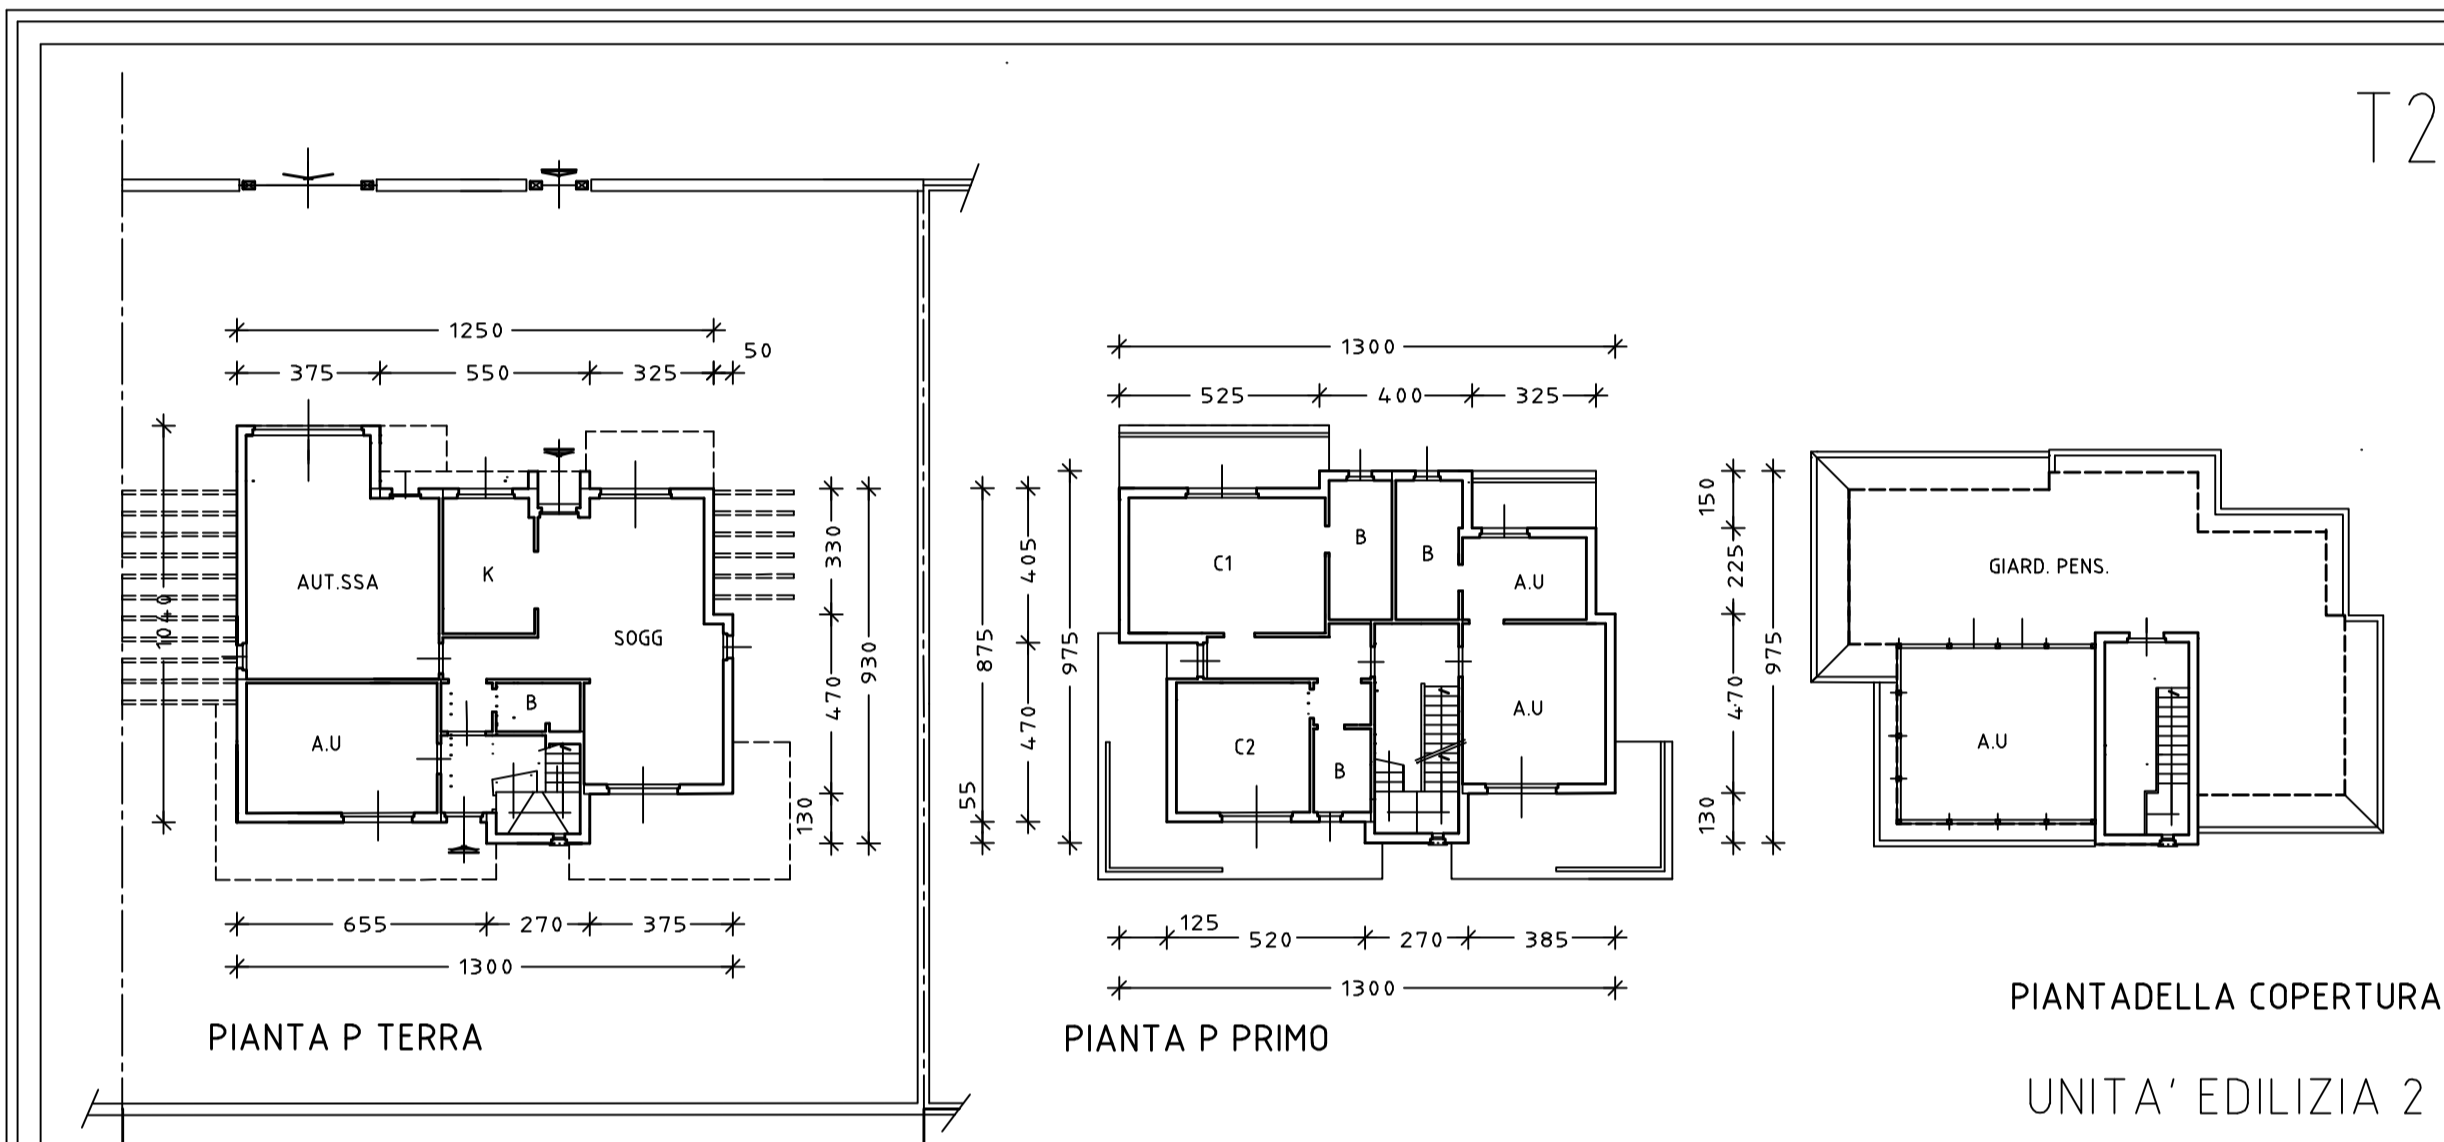 T2
1250
50
375
550
325
1040
AUT.SSA
K
SOGG
B
A.U
330
470
130
930
655
270
375
1300
PIANTA P TERRA
1300
525
400
325
875
55
405
470
975
C1
B
B
A.U
C2
B
A.U
125
520
270
385
1300
PIANTA P PRIMO
150
225
470
130
975
GIARD. PENS.
A.U
PIANTADELLA COPERTURA
UNITA' EDILIZIA 2